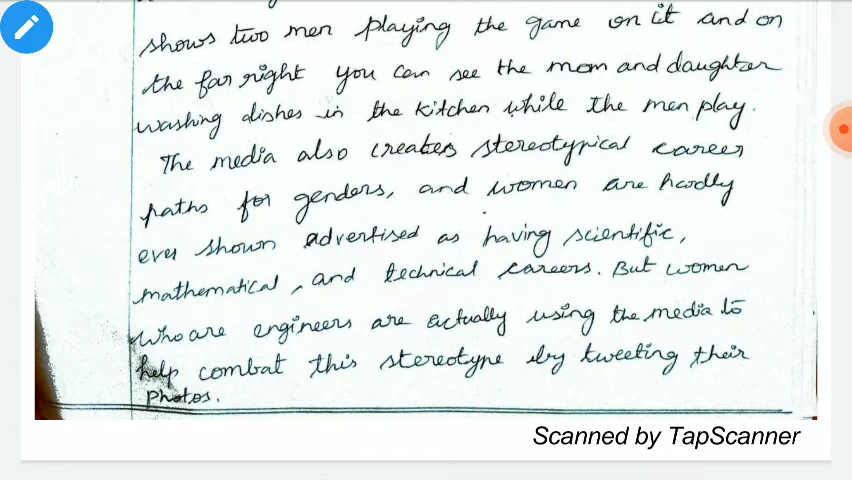 shows two men playing the game on it and on
the far right you can see the mom and daughter
washing dishes in the kitchen while the men play.
The media also creates stereotypical career
paths for genders, and women are hardly
ever shown advertised as having scientific,
mathematical, and technical careers. But women
who are engineers are actually using the media to
help combat this stereotype by tweeting their
photos.
Scanned by TapScanner